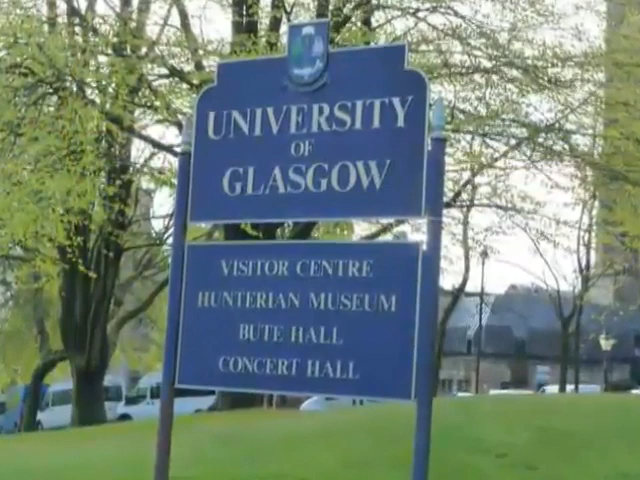 UNIVERSITY
OF
GLASGOW
VISITOR CENTRE
HUNTERIAN MUSEUM
BUTE HALL
CONCERT HALL